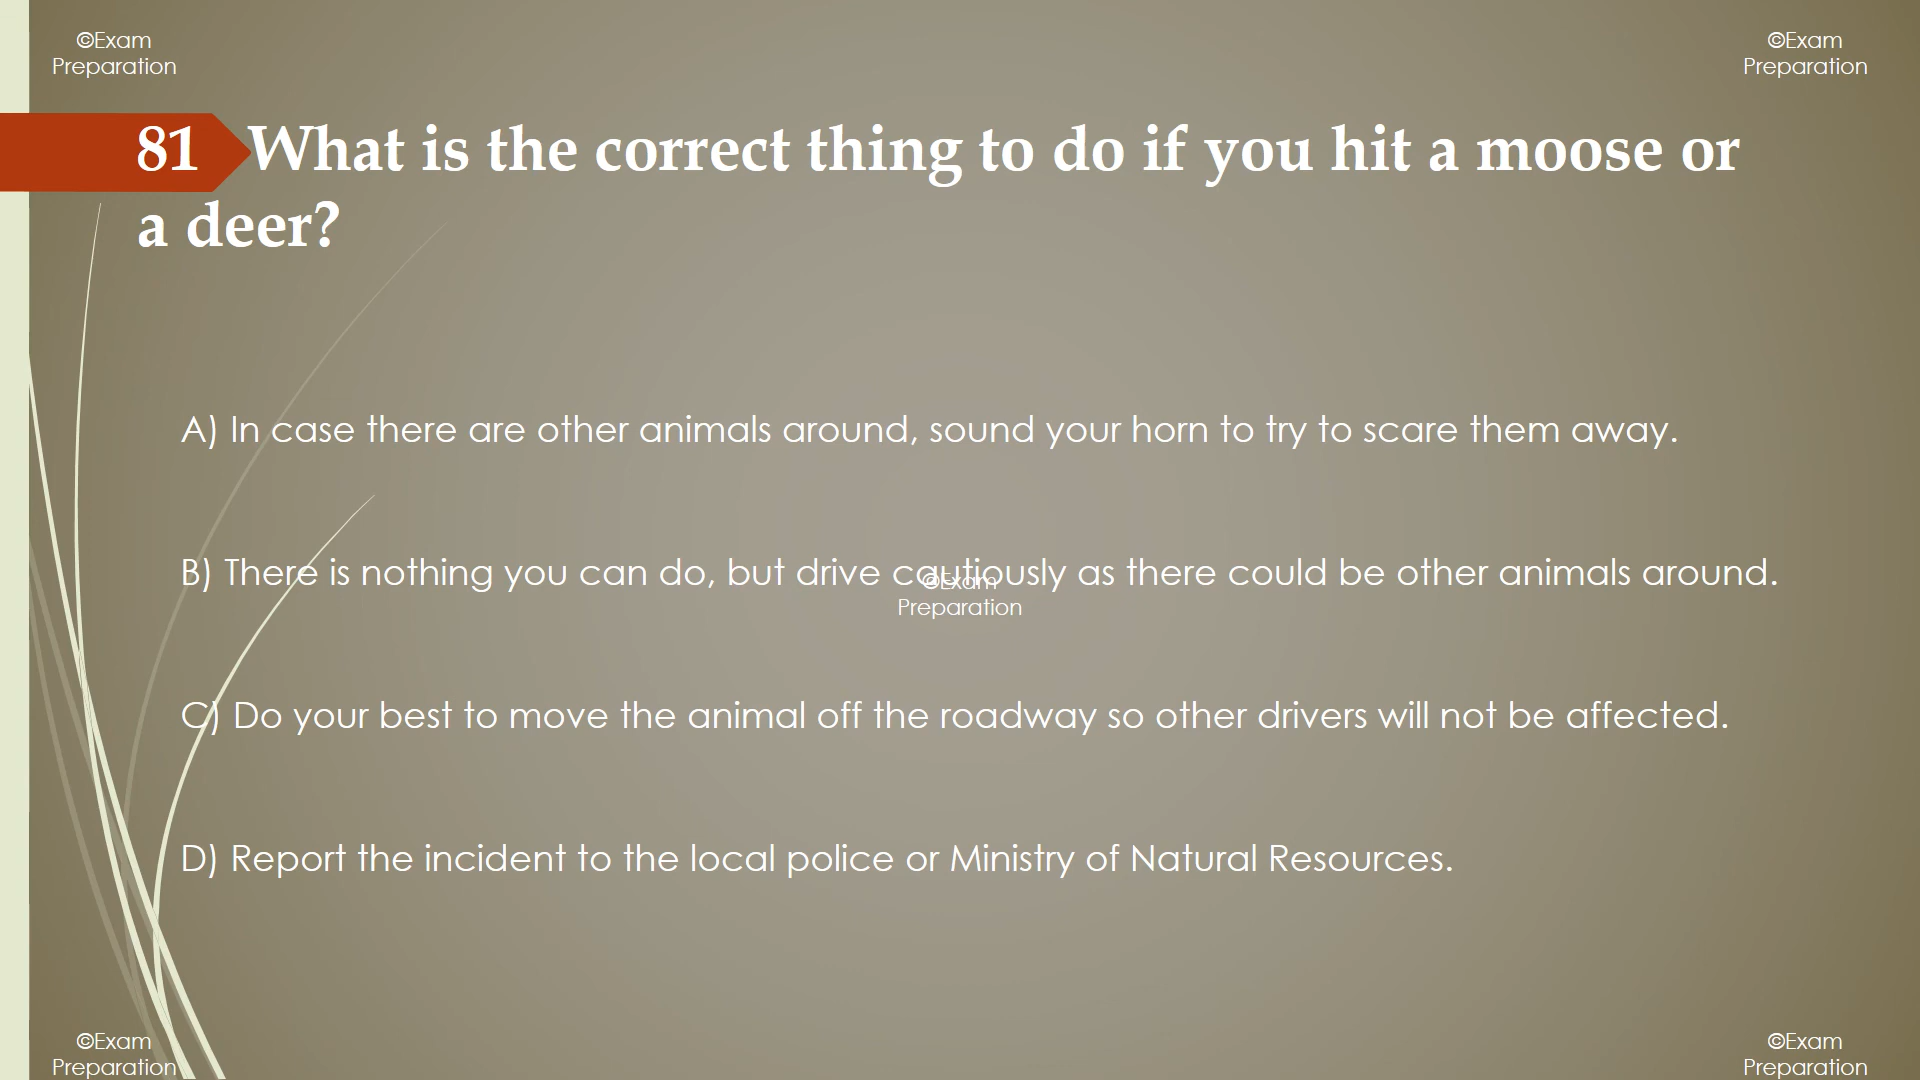 ©Exam
Preparation
©Exam
Preparation
81 What is the correct thing to do if you hit a moose or
a deer?
A) In case there are other animals around, sound your horn to try to scare them away.
B) There is nothing you can do, but drive cautiously as there could be other animals around.
©Exam
Preparation
C) Do your best to move the animal off the roadway so other drivers will not be affected.
D) Report the incident to the local police or Ministry of Natural Resources.
©Exam
Preparation
©Exam
Preparation